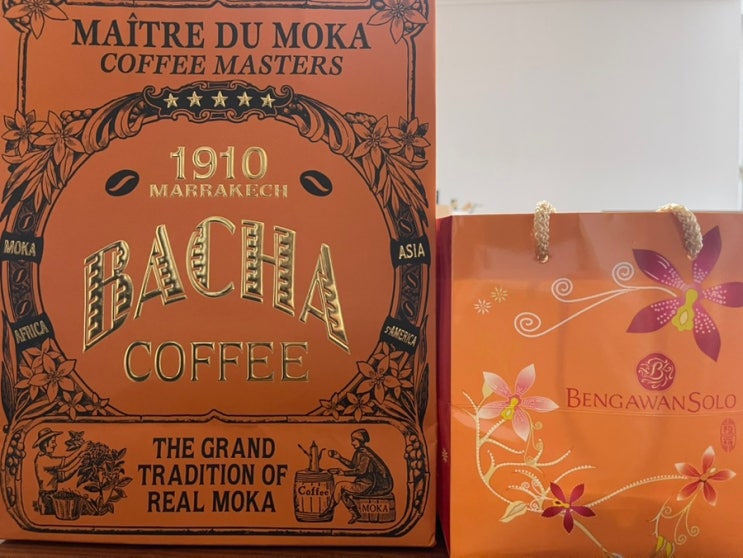 MAÎTRE DU MOKA
COFFEE MASTERS
1910
MARRAKECH
MOKA
ASIA
BACHA
AFRICA
S. AMERICA
COFFEE
THE GRAND
TRADITION OF
REAL MOKA
Coffee
MOKA
BENGAWAN SOLO